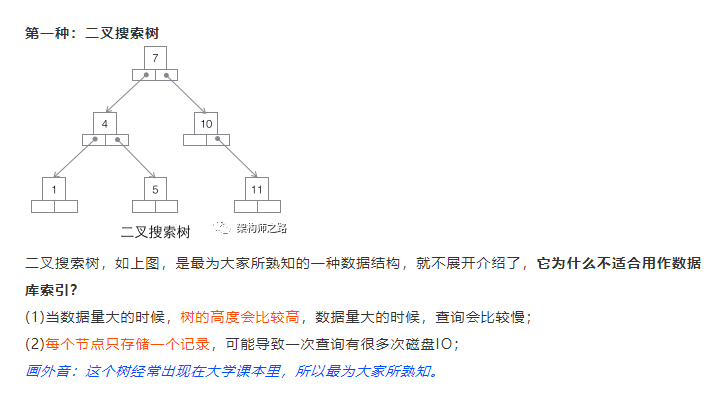 第一种：二叉搜索树
7
4
10
1
5
11
二叉搜索树
架构师之路
二叉搜索树，如上图，是最为大家所熟知的一种数据结构，就不展开介绍了，它为什么不适合用作数据
库索引？
(1)当数据量大的时候，树的高度会比较高，数据量大的时候，查询会比较慢；
(2)每个节点只存储一个记录，可能导致一次查询有很多次磁盘IO；
画外音：这个树经常出现在大学课本里，所以最为大家所熟知。